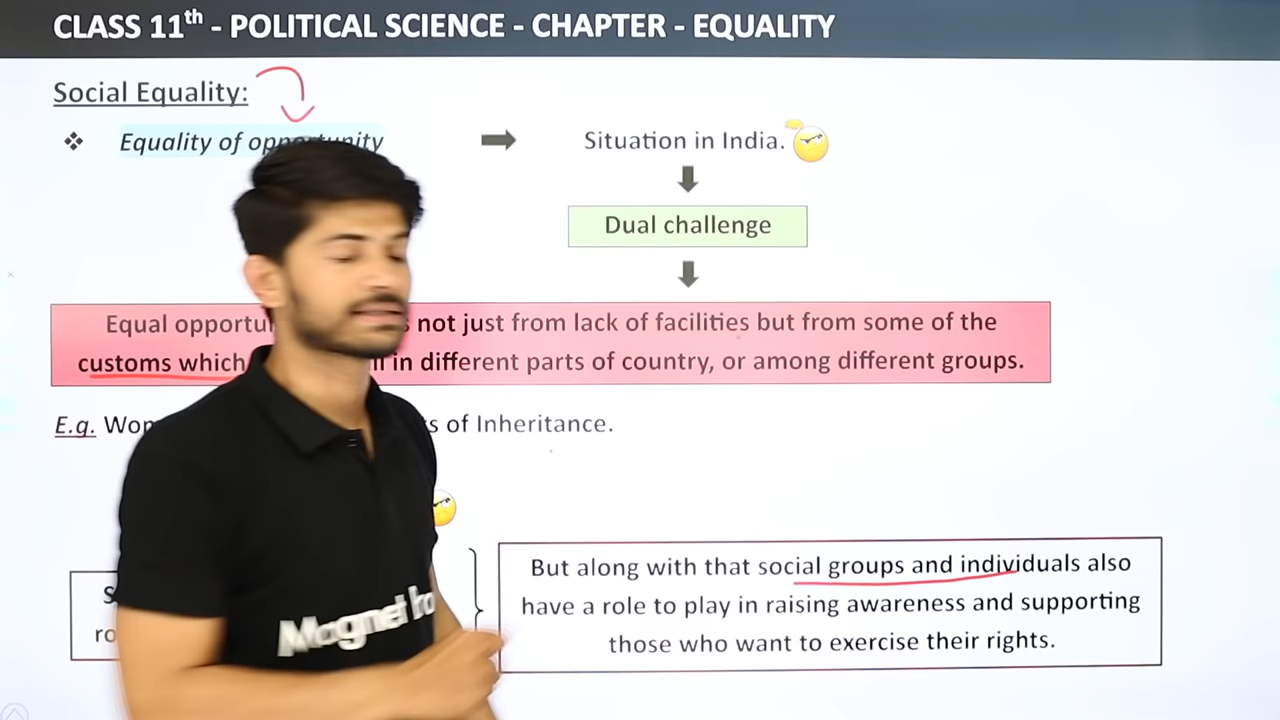 CLASS 11th - POLITICAL SCIENCE - CHAPTER - EQUALITY
Social Equality:
Equality of opportunity
Situation in India.
Dual challenge
Equal not just from lack of facilities but from some of the
customs which in different parts of country, or among different groups.
E.g. of Inheritance.
But along with that social groups and individuals also
have a role to play in raising awareness and supporting
those who want to exercise their rights.
Magnet